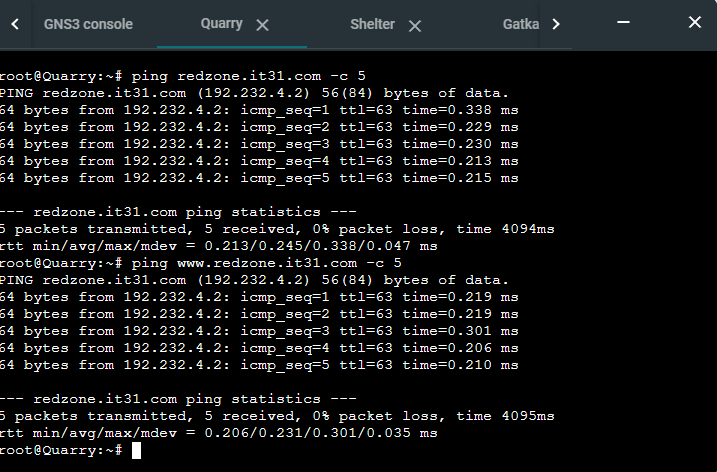 GNS3 console Quarry Shelter Gatka
root@Quarry:~# ping redzone.it31.com -c 5
PING redzone.it31.com (192.232.4.2) 56(84) bytes of data.
64 bytes from 192.232.4.2: icmp_seq=1 ttl=63 time=0.338 ms
64 bytes from 192.232.4.2: icmp_seq=2 ttl=63 time=0.229 ms
64 bytes from 192.232.4.2: icmp_seq=3 ttl=63 time=0.230 ms
64 bytes from 192.232.4.2: icmp_seq=4 ttl=63 time=0.213 ms
64 bytes from 192.232.4.2: icmp_seq=5 ttl=63 time=0.215 ms
--- redzone.it31.com ping statistics ---
5 packets transmitted, 5 received, 0% packet loss, time 4094ms
rtt min/avg/max/mdev = 0.213/0.245/0.338/0.047 ms
root@Quarry:~# ping www.redzone.it31.com -c 5
PING redzone.it31.com (192.232.4.2) 56(84) bytes of data.
64 bytes from 192.232.4.2: icmp_seq=1 ttl=63 time=0.219 ms
64 bytes from 192.232.4.2: icmp_seq=2 ttl=63 time=0.219 ms
64 bytes from 192.232.4.2: icmp_seq=3 ttl=63 time=0.301 ms
64 bytes from 192.232.4.2: icmp_seq=4 ttl=63 time=0.206 ms
64 bytes from 192.232.4.2: icmp_seq=5 ttl=63 time=0.210 ms
--- redzone.it31.com ping statistics ---
5 packets transmitted, 5 received, 0% packet loss, time 4095ms
rtt min/avg/max/mdev = 0.206/0.231/0.301/0.035 ms
root@Quarry:~#